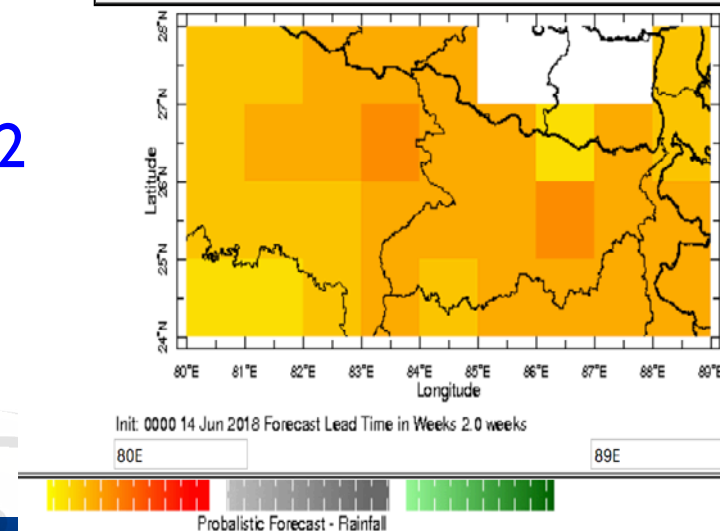 2
28°N
27°N
26°N
25°N
24°N
Latitude
80°E 81°E 82°E 83°E 84°E 85°E 86°E 87°E 88°E 89°E
Longitude
Init: 0000 14 Jun 2018 Forecast Lead Time in Weeks 2.0 weeks
80E 89E
Probalistic Forecast - Rainfall